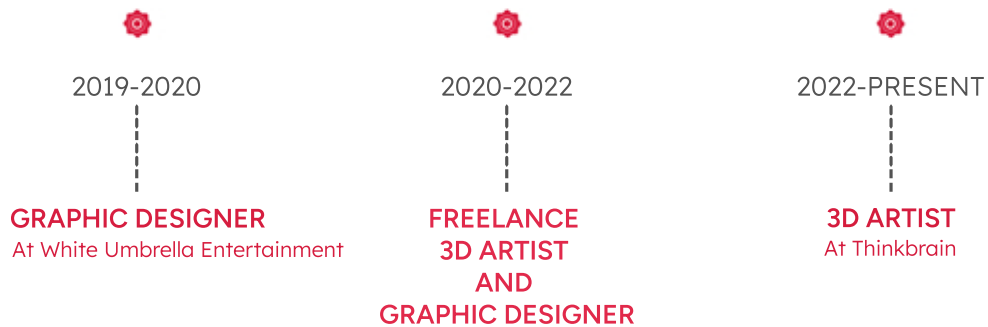 2019-2020
GRAPHIC DESIGNER
At White Umbrella Entertainment
2020-2022
FREELANCE
3D ARTIST
AND
GRAPHIC DESIGNER
2022-PRESENT
3D ARTIST
At Thinkbrain